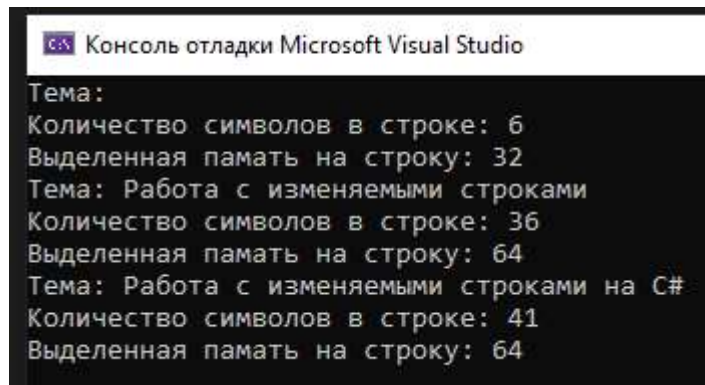 C:\ Консоль отладки Microsoft Visual Studio
Тема:
Количество символов в строке: 6
Выделенная память на строку: 32
Тема: Работа с изменяемыми строками
Количество символов в строке: 36
Выделенная память на строку: 64
Тема: Работа с изменяемыми строками на C#
Количество символов в строке: 41
Выделенная память на строку: 64